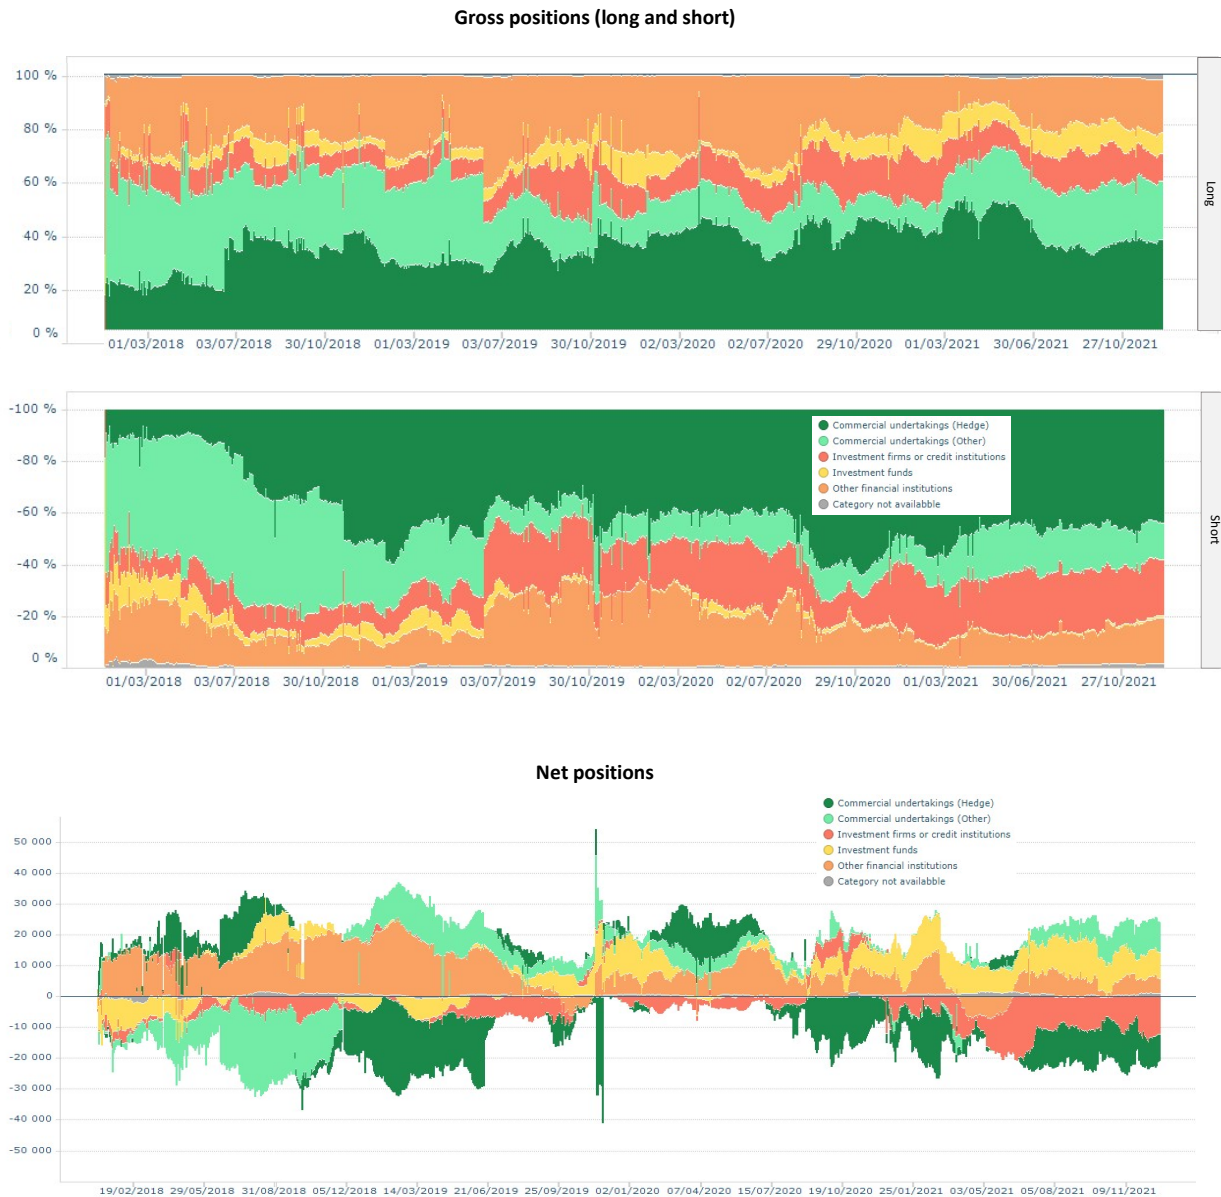 Gross positions (long and short)
100 %
80 %
60 %
40 %
20 %
0 %
01/03/2018 03/07/2018 30/10/2018 01/03/2019 03/07/2019 30/10/2019 02/03/2020 02/07/2020 29/10/2020 01/03/2021 30/06/2021 27/10/2021
Long
-100 %
-80 %
-60 %
-40 %
-20 %
0 %
Commercial undertakings (Hedge)
Commercial undertakings (Other)
Investment firms or credit institutions
Investment funds
Other financial institutions
Category not availabble
01/03/2018 03/07/2018 30/10/2018 01/03/2019 03/07/2019 30/10/2019 02/03/2020 02/07/2020 29/10/2020 01/03/2021 30/06/2021 27/10/2021
Short
Net positions
Commercial undertakings (Hedge)
Commercial undertakings (Other)
Investment firms or credit institutions
Investment funds
Other financial institutions
Category not availabble
50 000
40 000
30 000
20 000
10 000
0
-10 000
-20 000
-30 000
-40 000
-50 000
19/02/2018 29/05/2018 31/08/2018 05/12/2018 14/03/2019 21/06/2019 25/09/2019 02/01/2020 07/04/2020 15/07/2020 19/10/2020 25/01/2021 03/05/2021 05/08/2021 09/11/2021